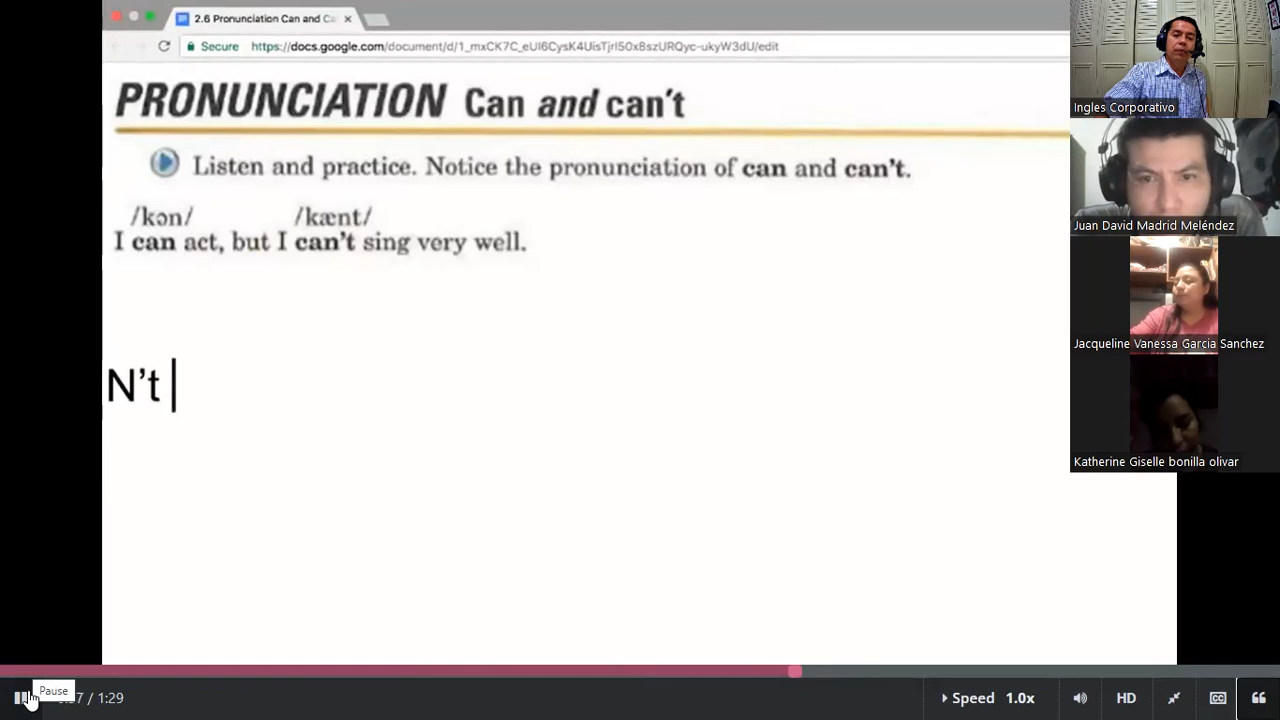 2.6 Pronunciation Can and Ca
Secure
https://docs.google.com/document/d/1_mxCK7C_eUl6CysK4UisTjrI50x8szURQyc-ukyW3dU/edit
PRONUNCIATION Can and can't
Listen and practice. Notice the pronunciation of can and can't.
/kən/ /kænt/
I can act, but I can't sing very well.
N't
Ingles Corporativo
Juan David Madrid Meléndez
Jacqueline Vanessa Garcia Sanchez
Katherine Giselle bonilla olivar
Pause
/ 1:29
Speed 1.0x
HD
CC